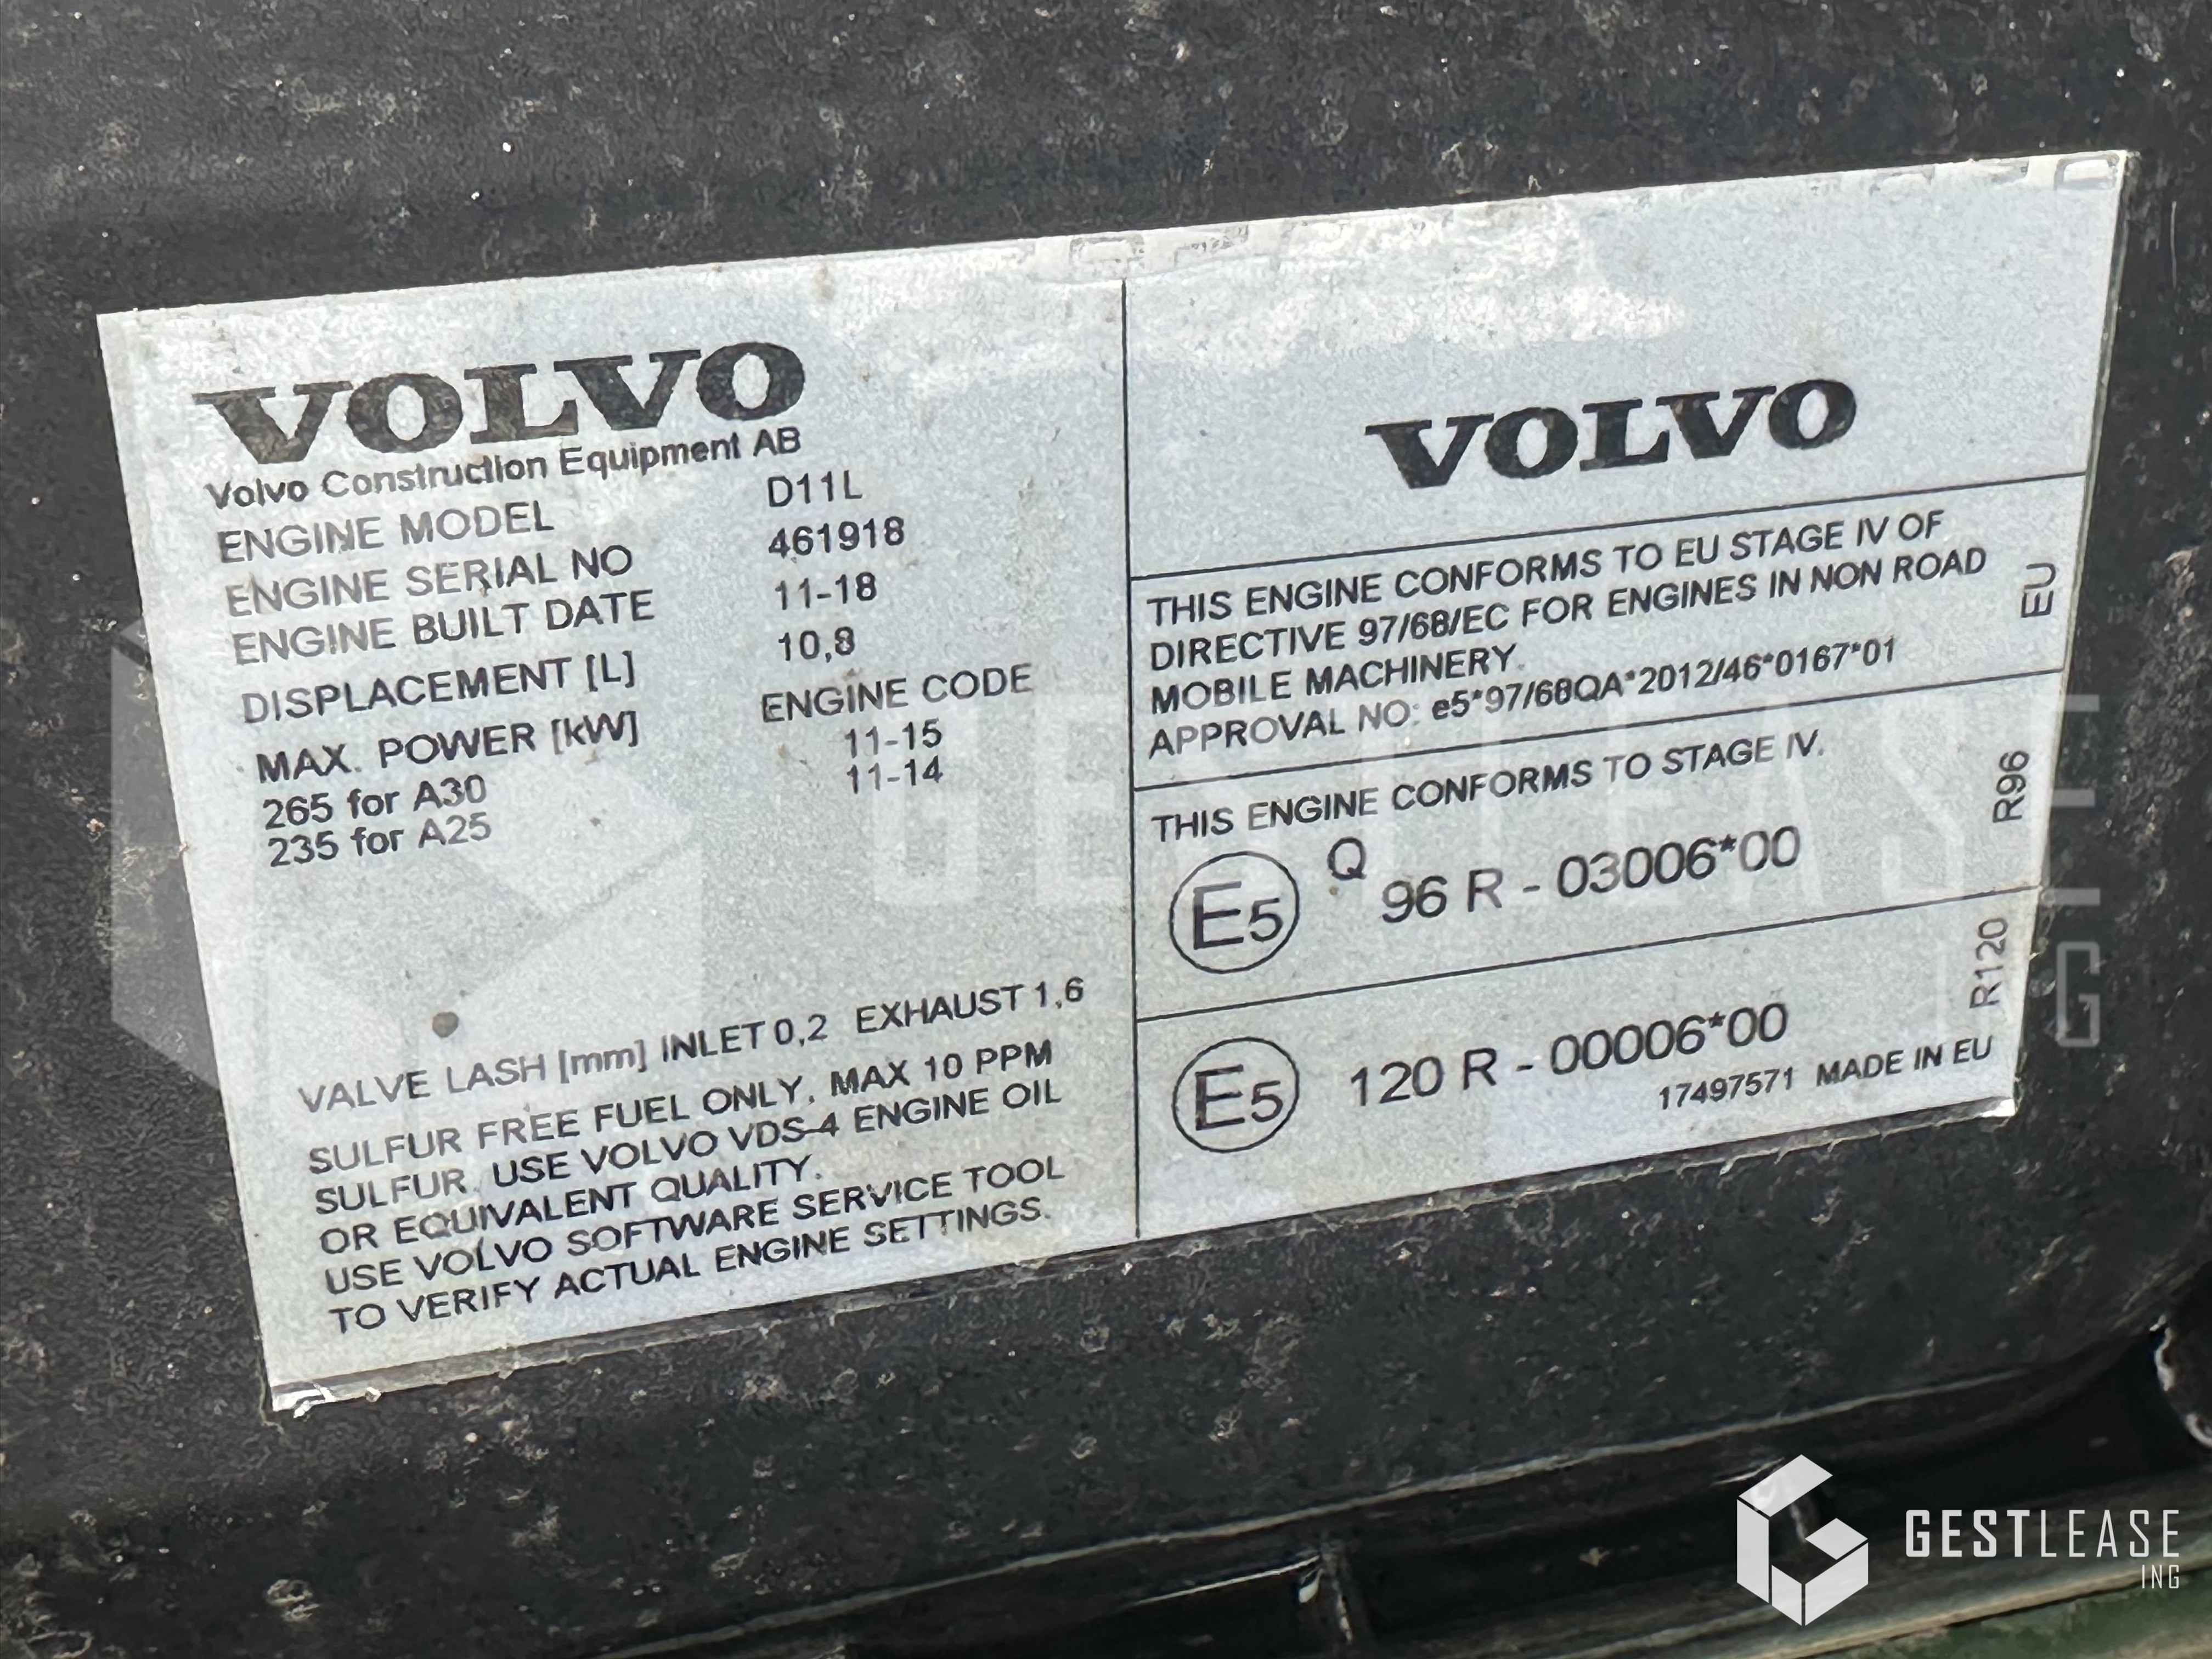 VOLVO
Volvo Construction Equipment AB
ENGINE MODEL D11L
ENGINE SERIAL NO 461918
ENGINE BUILT DATE 11-18
DISPLACEMENT [L] 10,8
MAX. POWER [kW] ENGINE CODE
265 for A30 11-15
235 for A25 11-14
VALVE LASH [mm] INLET 0,2 EXHAUST 1,6
SULFUR FREE FUEL ONLY, MAX 10 PPM
SULFUR. USE VOLVO VDS-4 ENGINE OIL
OR EQUIVALENT QUALITY.
USE VOLVO SOFTWARE SERVICE TOOL
TO VERIFY ACTUAL ENGINE SETTINGS.
VOLVO
THIS ENGINE CONFORMS TO EU STAGE IV OF
DIRECTIVE 97/68/EC FOR ENGINES IN NON ROAD
MOBILE MACHINERY.
APPROVAL NO: e5*97/68QA*2012/46*0167*01
EU
THIS ENGINE CONFORMS TO STAGE IV.
E5 Q 96 R - 03006*00
R96
E5 120 R - 00006*00
R120
17497571 MADE IN EU
GESTLEASE
ING
GESTLEASE
ING